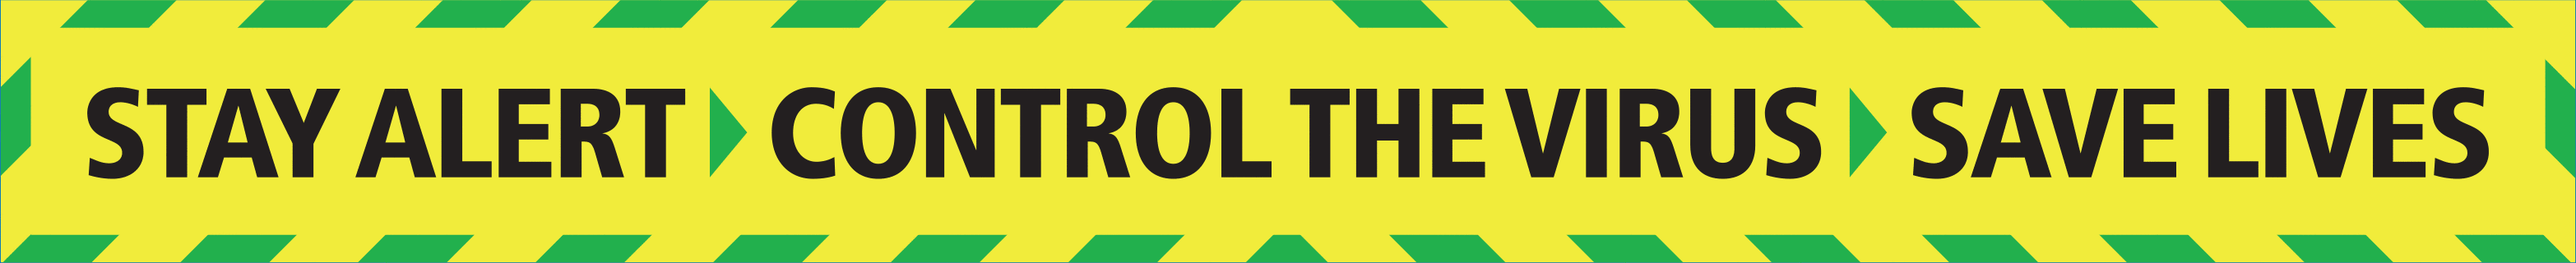 STAY ALERT CONTROL THE VIRUS SAVE LIVES